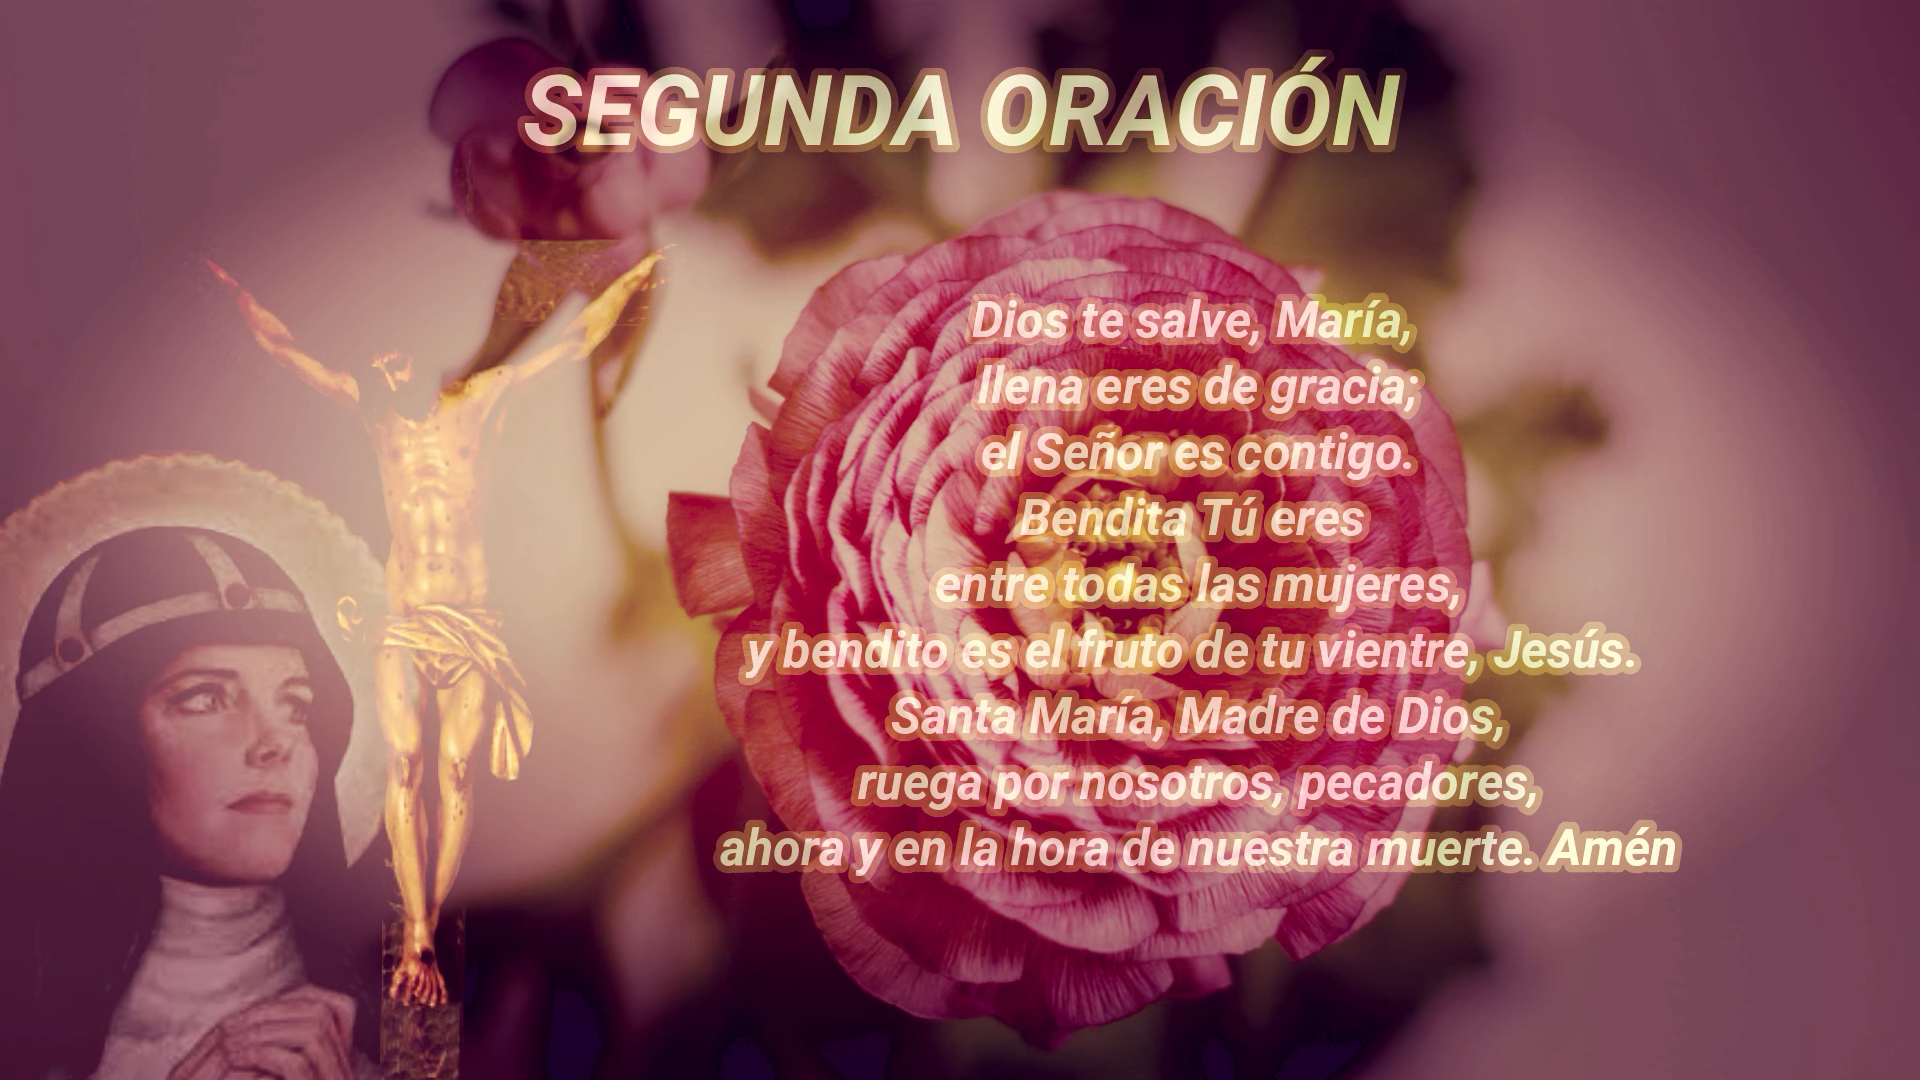 SEGUNDA ORACIÓN
Dios te salve, María,
llena eres de gracia;
el Señor es contigo.
Bendita Tú eres
entre todas las mujeres,
y bendito es el fruto de tu vientre, Jesús.
Santa María, Madre de Dios,
ruega por nosotros, pecadores,
ahora y en la hora de nuestra muerte. Amén